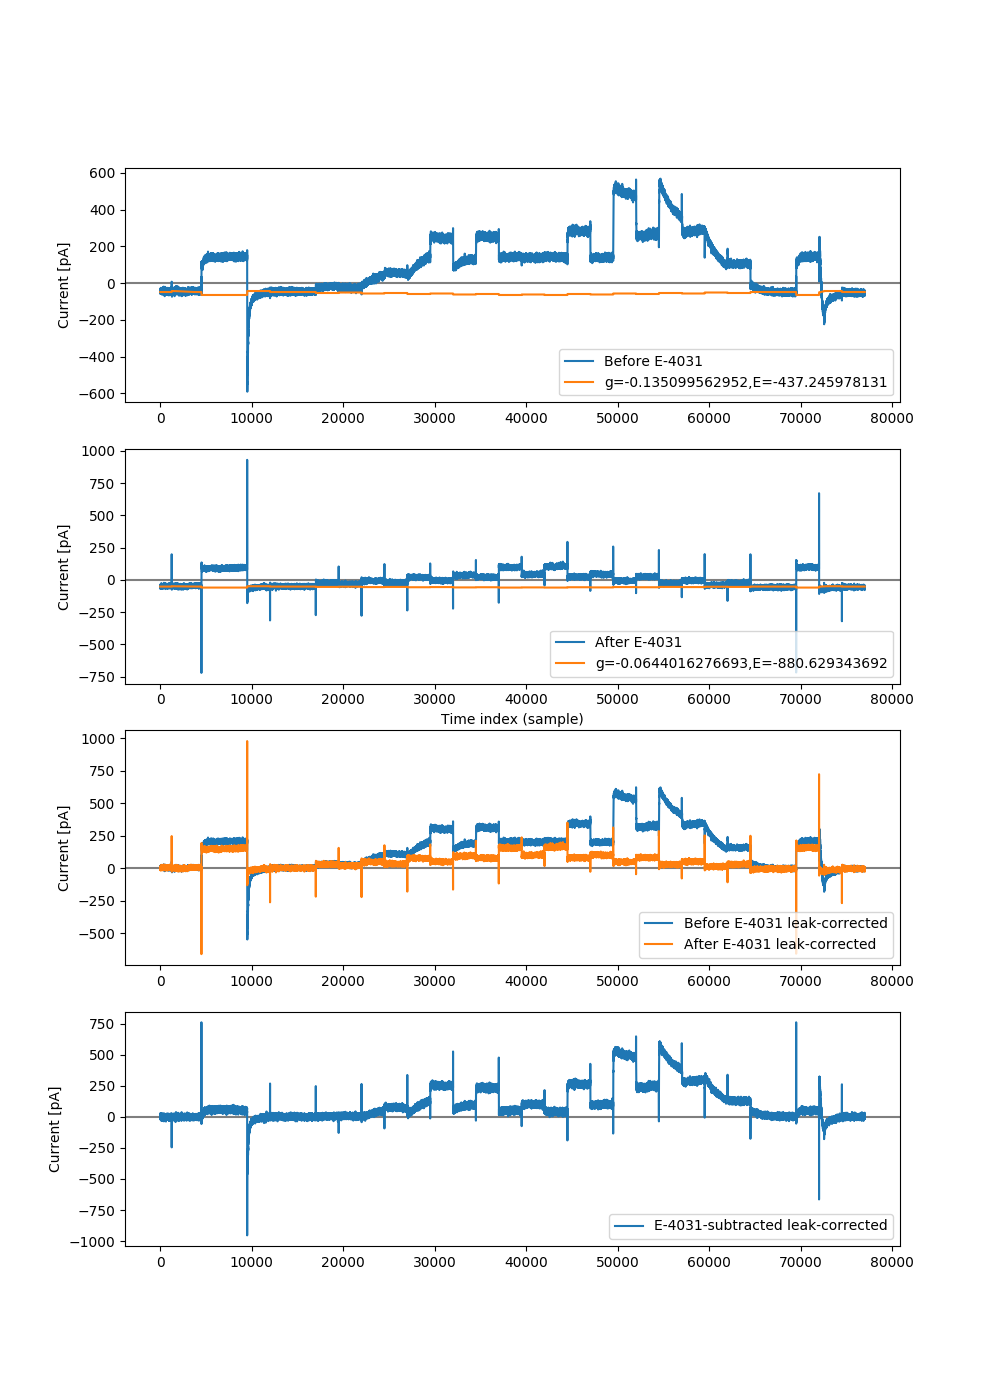 600
400
200
0
−200
−400
−600
Current [pA]
Before E-4031
g=-0.135099562952,E=-437.245978131
0 10000 20000 30000 40000 50000 60000 70000 80000
1000
750
500
250
0
−250
−500
−750
Current [pA]
After E-4031
g=-0.0644016276693,E=-880.629343692
0 10000 20000 30000 40000 50000 60000 70000 80000
Time index (sample)
1000
750
500
250
0
−250
−500
Current [pA]
Before E-4031 leak-corrected
After E-4031 leak-corrected
0 10000 20000 30000 40000 50000 60000 70000 80000
750
500
250
0
−250
−500
−750
−1000
Current [pA]
E-4031-subtracted leak-corrected
0 10000 20000 30000 40000 50000 60000 70000 80000